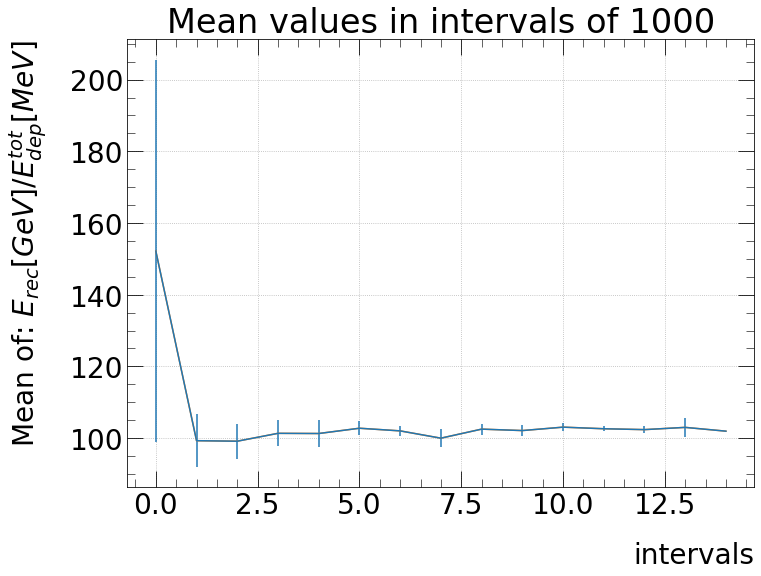 Mean values in intervals of 1000
Mean of: E_{rec}[GeV]/E_{dep}^{tot}[MeV]
200
180
160
140
120
100
0.0 2.5 5.0 7.5 10.0 12.5
intervals